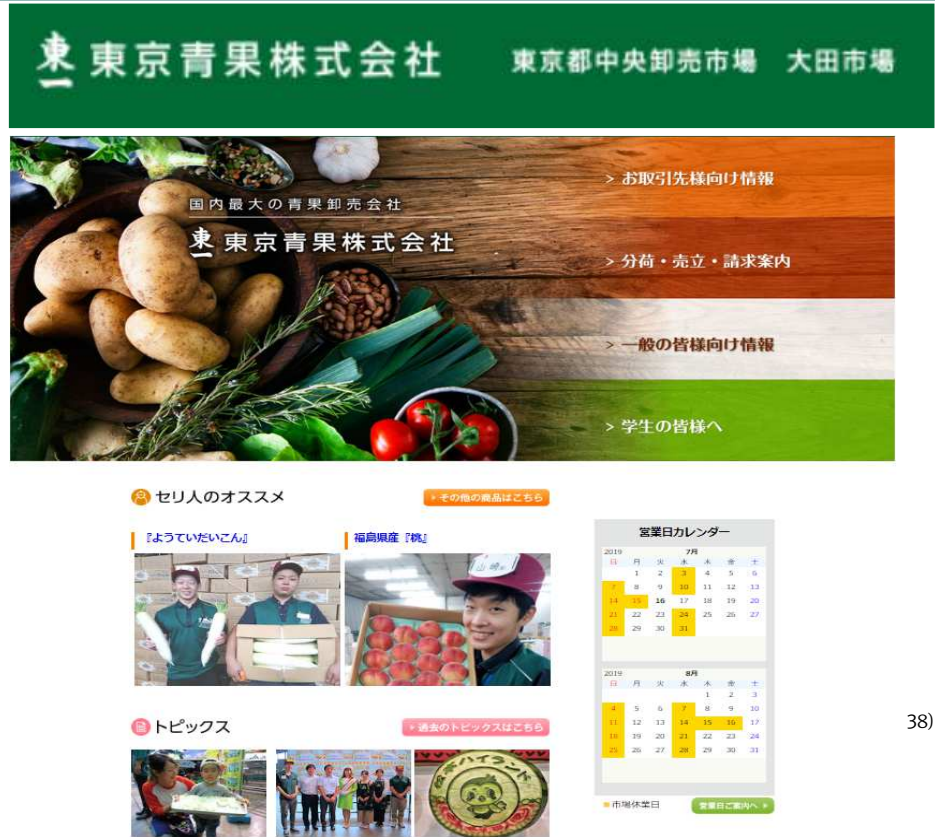 東一 東京青果株式会社 東京都中央卸売市場 大田市場
国内最大の青果卸売会社
東一 東京青果株式会社
> お取引先様向け情報
> 分荷・売立・請求案内
> 一般の皆様向け情報
> 学生の皆様へ
セリ人のオススメ
その他の商品はこちら
『ようていだいこん』
福島県産『桃』
トピックス
過去のトピックスはこちら
営業日カレンダー
2019 7月
日 月 火 水 木 金 土
1 2 3 4 5 6
7 8 9 10 11 12 13
14 15 16 17 18 19 20
21 22 23 24 25 26 27
28 29 30 31
2019 8月
日 月 火 水 木 金 土
1 2 3
4 5 6 7 8 9 10
11 12 13 14 15 16 17
18 19 20 21 22 23 24
25 26 27 28 29 30 31
市場休業日
営業日ご案内へ
38)